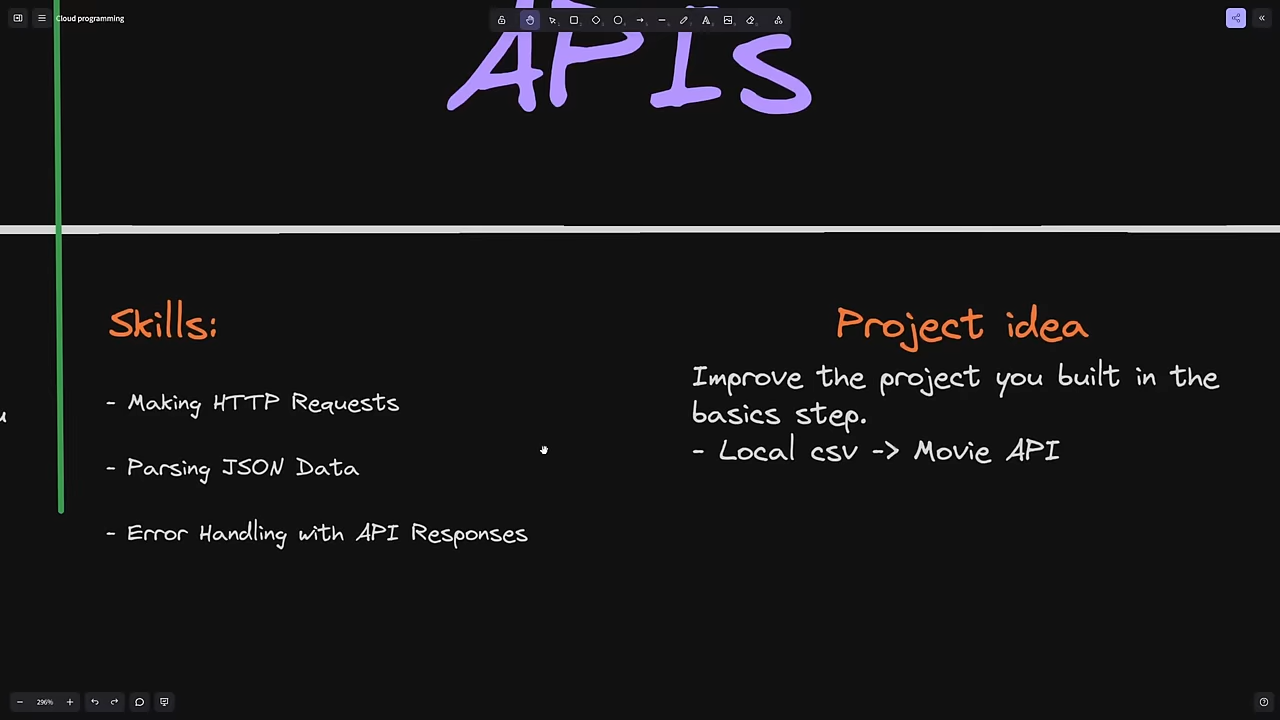 Cloud programming
APIs
Skills:
- Making HTTP Requests
- Parsing JSON Data
- Error Handling with API Responses
Project idea
Improve the project you built in the
basics step.
- Local csv -> Movie API
296%